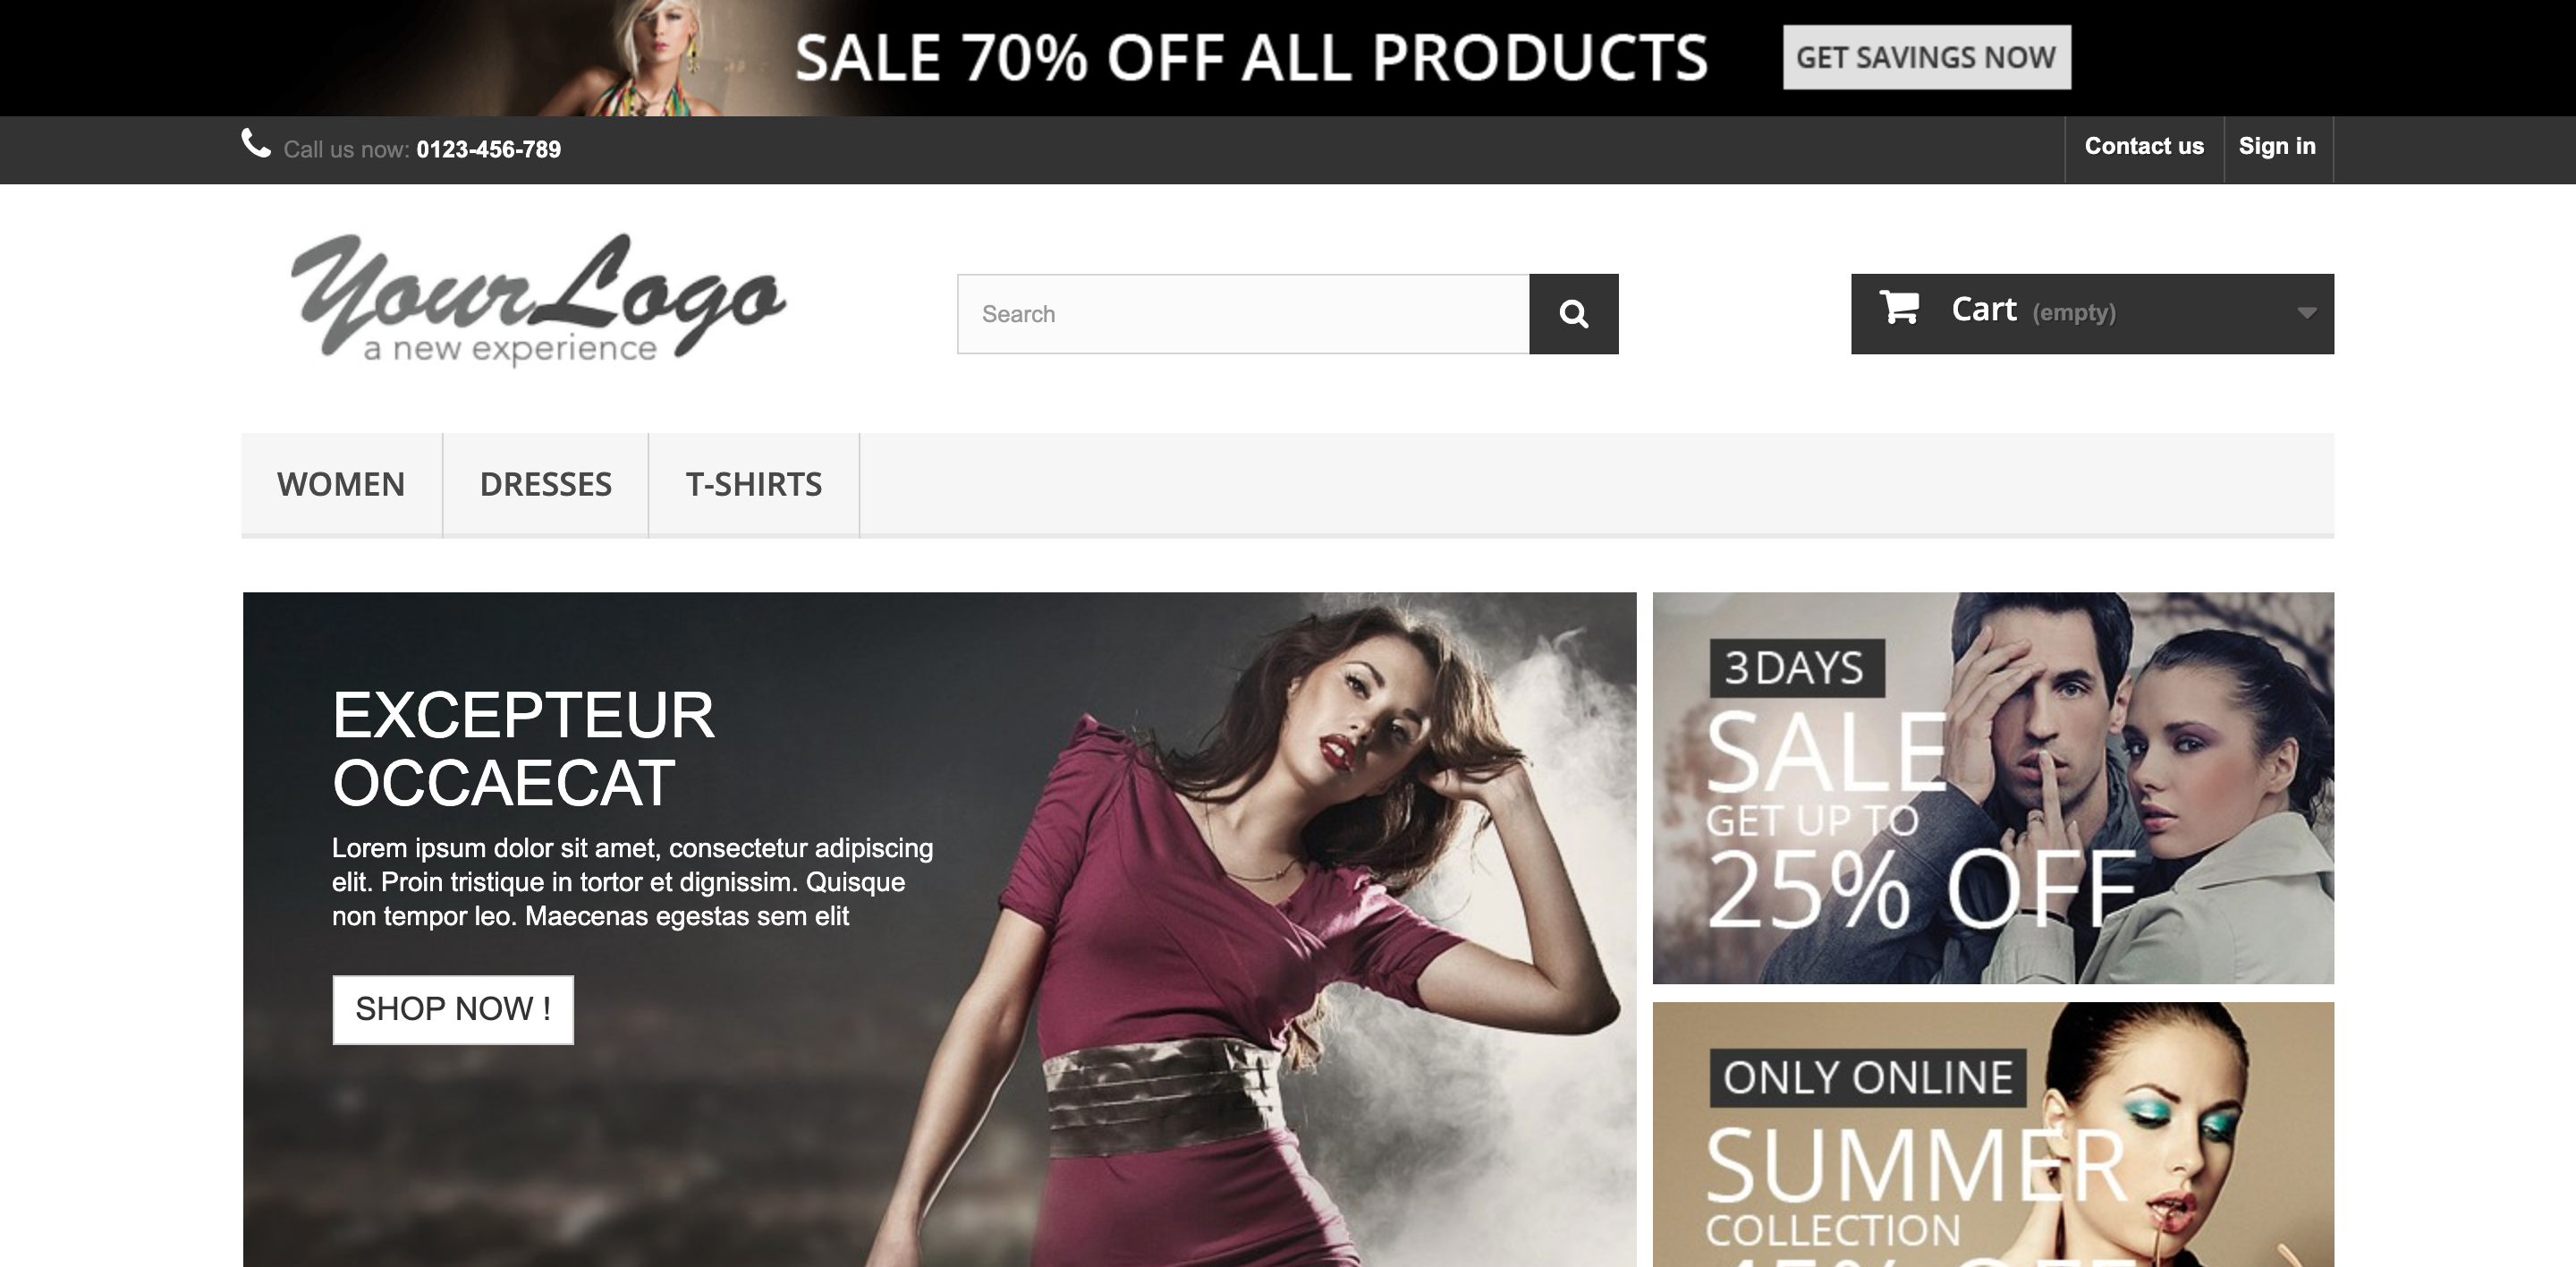 SALE 70% OFF ALL PRODUCTS
GET SAVINGS NOW
Call us now: 0123-456-789
Contact us
Sign in
YourLogo
a new experience
Search
Cart (empty)
WOMEN
DRESSES
T-SHIRTS
EXCEPTEUR
OCCAECAT
Lorem ipsum dolor sit amet, consectetur adipiscing
elit. Proin tristique in tortor et dignissim. Quisque
non tempor leo. Maecenas egestas sem elit
SHOP NOW !
3 DAYS
SALE
GET UP TO
25% OFF
ONLY ONLINE
SUMMER
COLLECTION